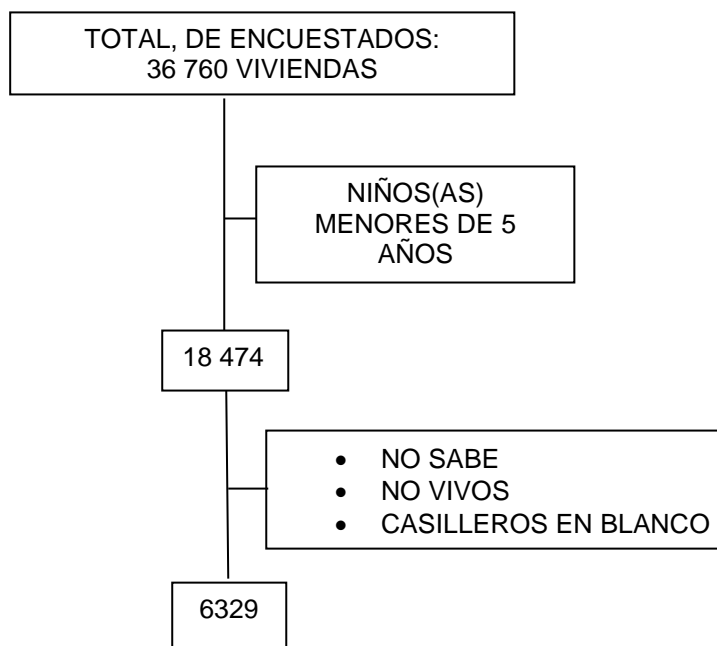 TOTAL, DE ENCUESTADOS:
36 760 VIVIENDAS
NIÑOS(AS)
MENORES DE 5
AÑOS
18 474
• NO SABE
• NO VIVOS
• CASILLEROS EN BLANCO
6329